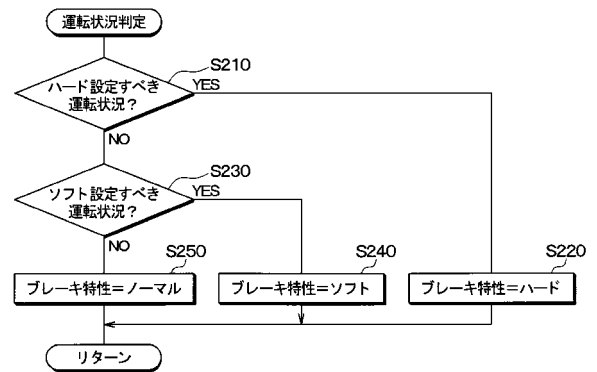 運転状況判定
S210
ハード設定すべき
運転状況？
YES
NO
S230
ソフト設定すべき
運転状況？
YES
NO
S250
S240
S220
ブレーキ特性＝ノーマル
ブレーキ特性＝ソフト
ブレーキ特性＝ハード
リターン